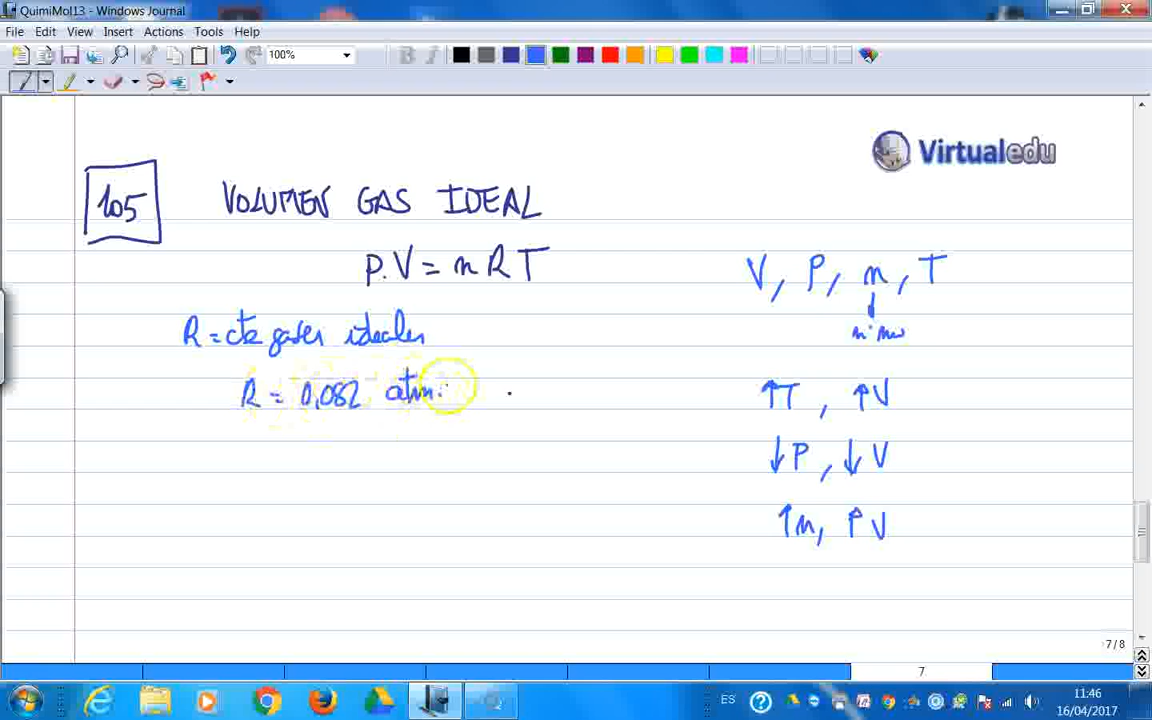 QuimiMol13 - Windows Journal
File Edit View Insert Actions Tools Help
100%
B I
Virtualedu
105 VOLUMEN GAS IDEAL
P.V = n R T
V, P, n, T
R = cte gases ideales
R = 0,082 atm.
↑T, ↑V
↓P, ↓V
↑n, ↑V
7/8
7
ES
11:46
16/04/2017